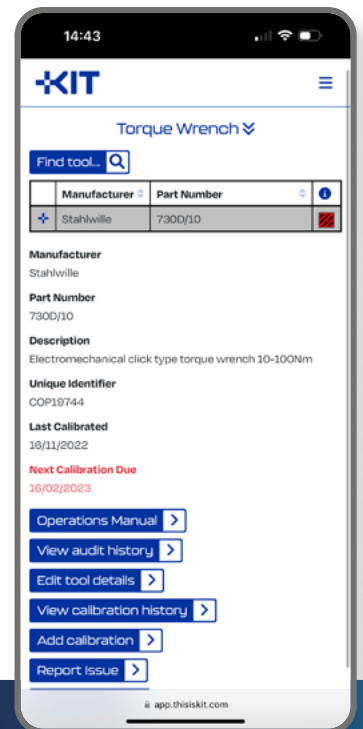 14:43
KIT
Torque Wrench
Find tool...
Manufacturer Part Number
Stahlwille 730D/10
Manufacturer
Stahlwille
Part Number
730D/10
Description
Electromechanical click type torque wrench 10-100Nm
Unique Identifier
COP19744
Last Calibrated
16/11/2022
Next Calibration Due
16/02/2023
Operations Manual
View audit history
Edit tool details
View calibration history
Add calibration
Report Issue
app.thisiskit.com